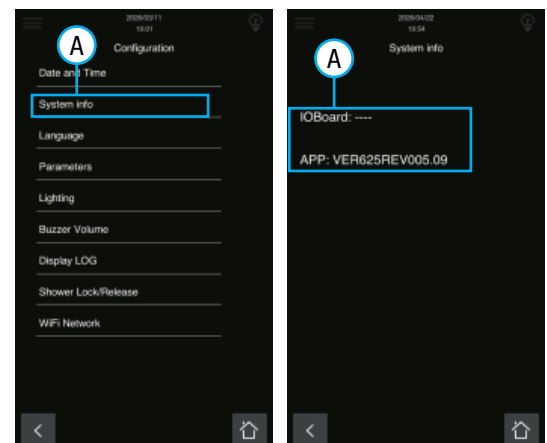 2026/03/11
19:01
A
Configuration
Date and Time
System info
Language
Parameters
Lighting
Buzzer Volume
Display LOG
Shower Lock/Release
WiFi Network
2026/04/22
19:54
A
System info
IOBoard: ----
APP: VER625REV005.09